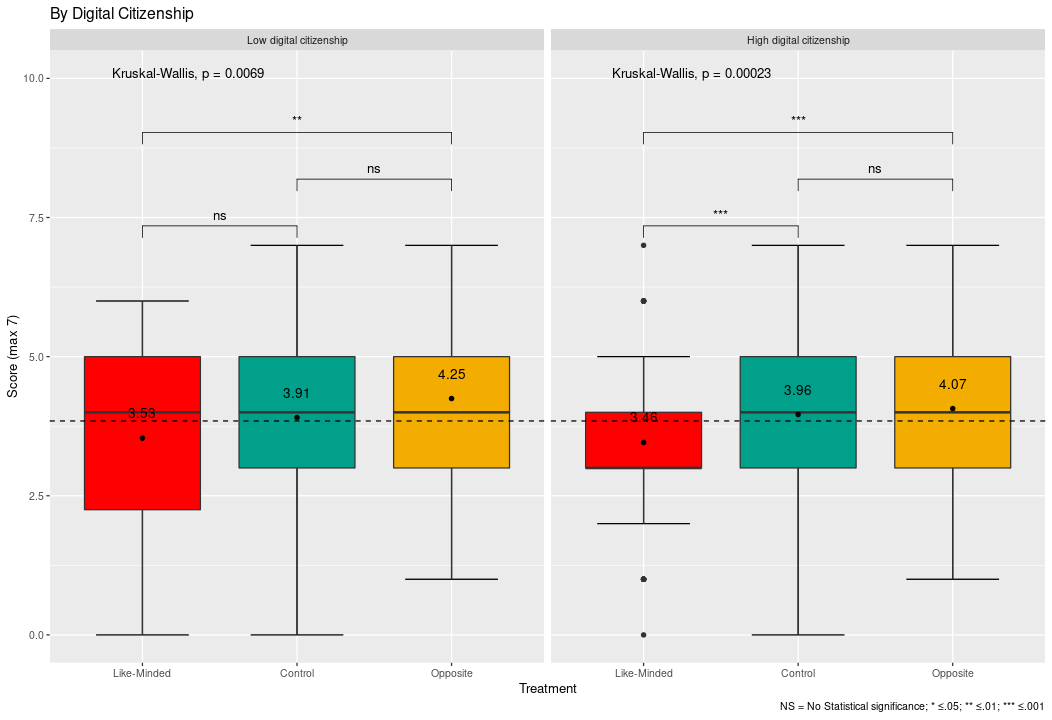 By Digital Citizenship
Low digital citizenship
High digital citizenship
Kruskal-Wallis, p = 0.0069
Kruskal-Wallis, p = 0.00023
**
***
ns
ns
ns
***
3.53
3.91
4.25
3.46
3.96
4.07
10.0
7.5
5.0
2.5
0.0
Score (max 7)
Like-Minded
Control
Opposite
Like-Minded
Control
Opposite
Treatment
NS = No Statistical significance; * ≤.05; ** ≤.01; *** ≤.001